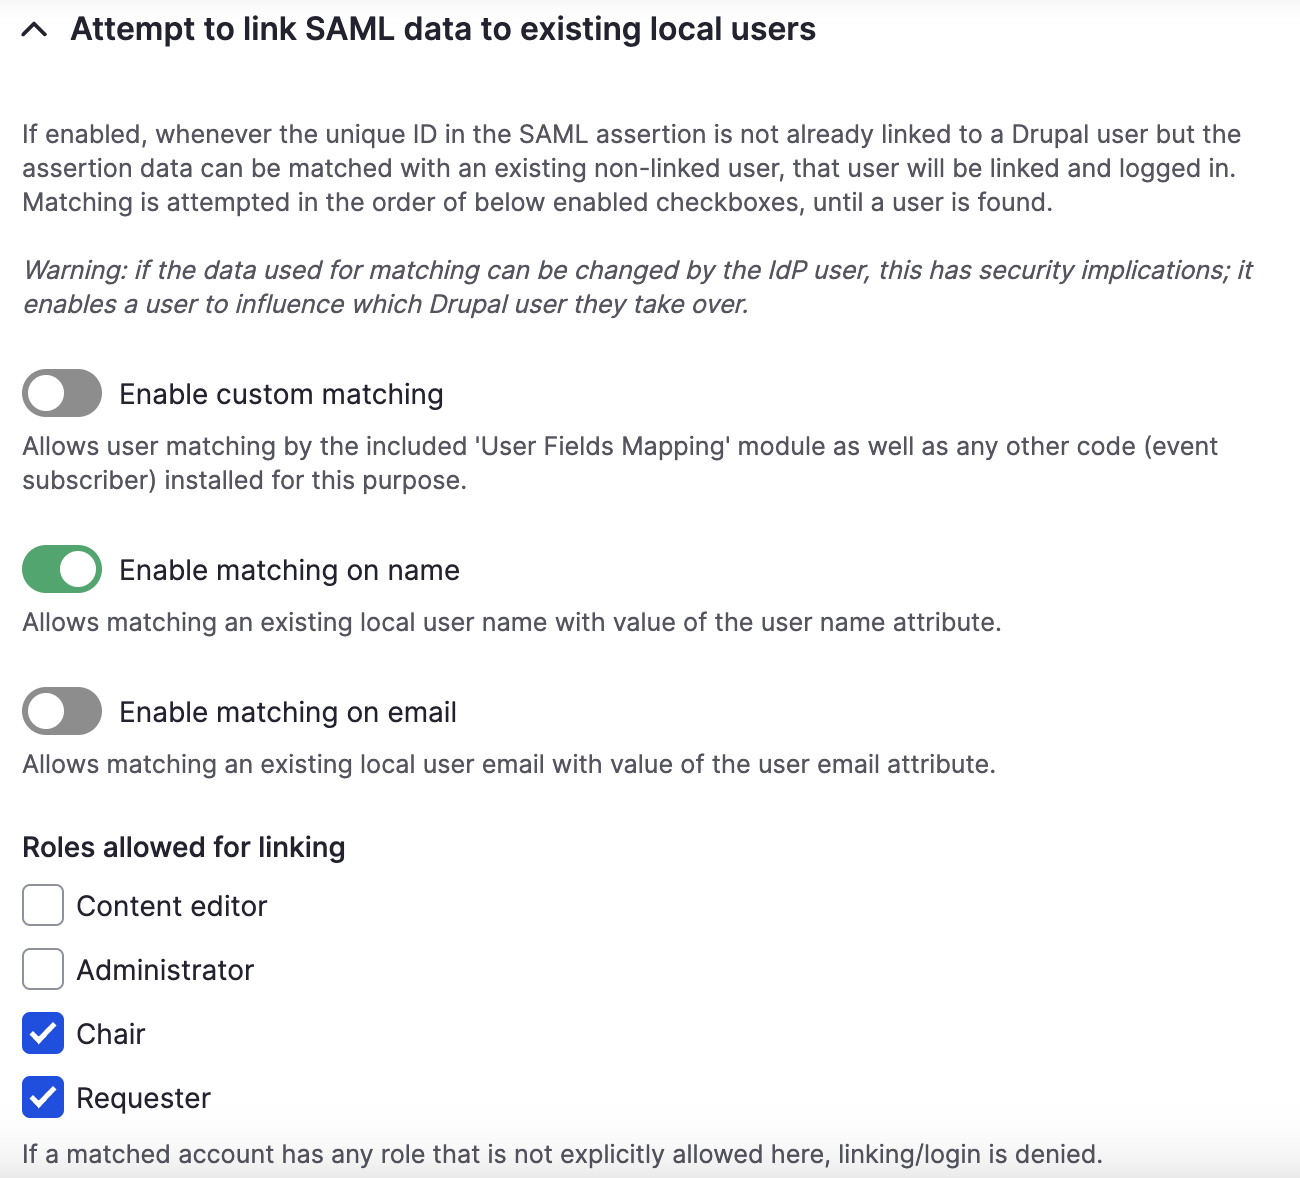 Attempt to link SAML data to existing local users
If enabled, whenever the unique ID in the SAML assertion is not already linked to a Drupal user but the
assertion data can be matched with an existing non-linked user, that user will be linked and logged in.
Matching is attempted in the order of below enabled checkboxes, until a user is found.
Warning: if the data used for matching can be changed by the IdP user, this has security implications; it
enables a user to influence which Drupal user they take over.
Enable custom matching
Allows user matching by the included 'User Fields Mapping' module as well as any other code (event
subscriber) installed for this purpose.
Enable matching on name
Allows matching an existing local user name with value of the user name attribute.
Enable matching on email
Allows matching an existing local user email with value of the user email attribute.
Roles allowed for linking
Content editor
Administrator
Chair
Requester
If a matched account has any role that is not explicitly allowed here, linking/login is denied.